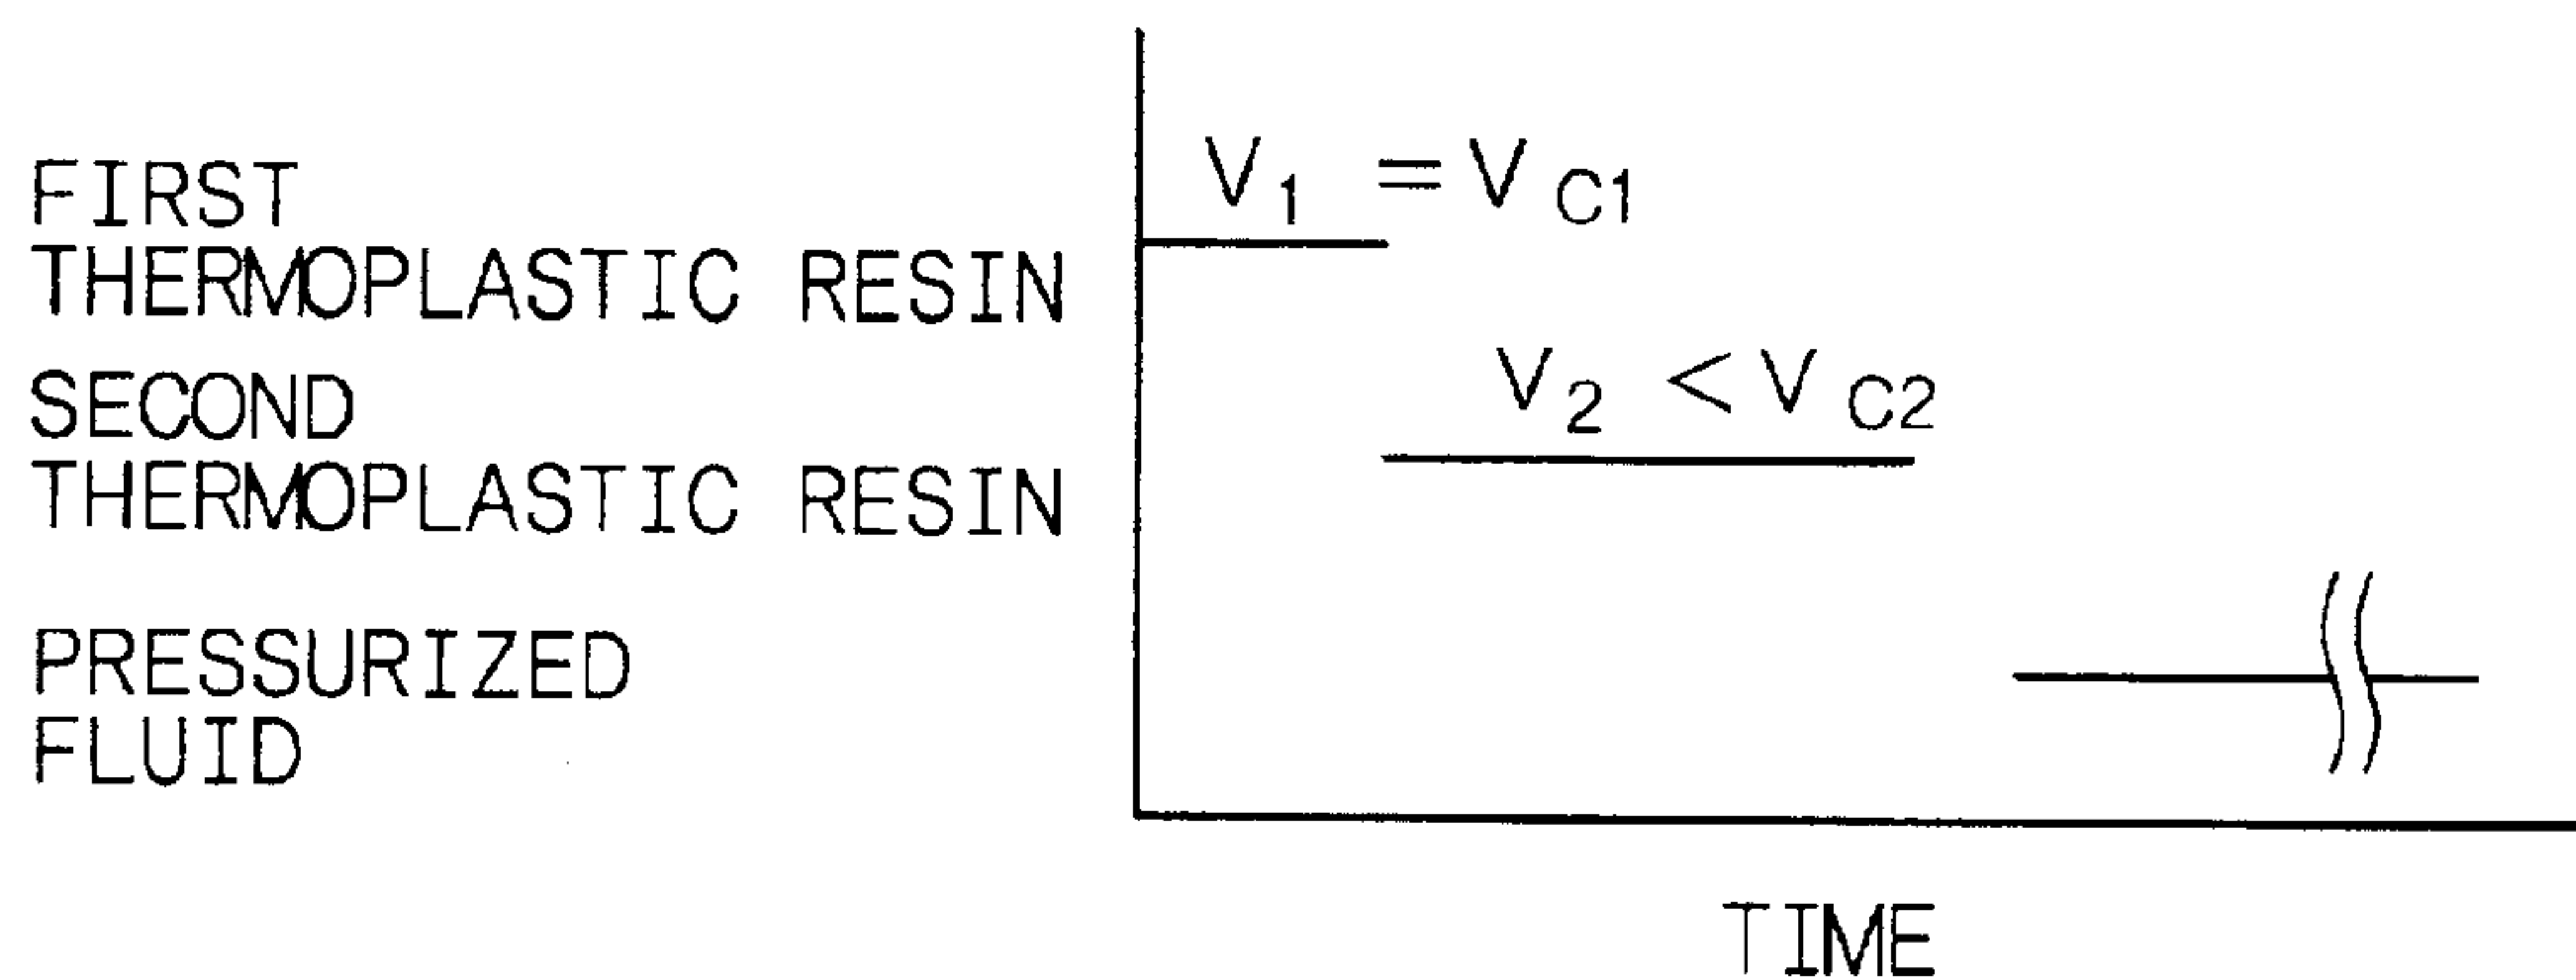 FIRST
THERMOPLASTIC RESIN
V1 = VC1
SECOND
THERMOPLASTIC RESIN
V2 < VC2
PRESSURIZED
FLUID
TIME